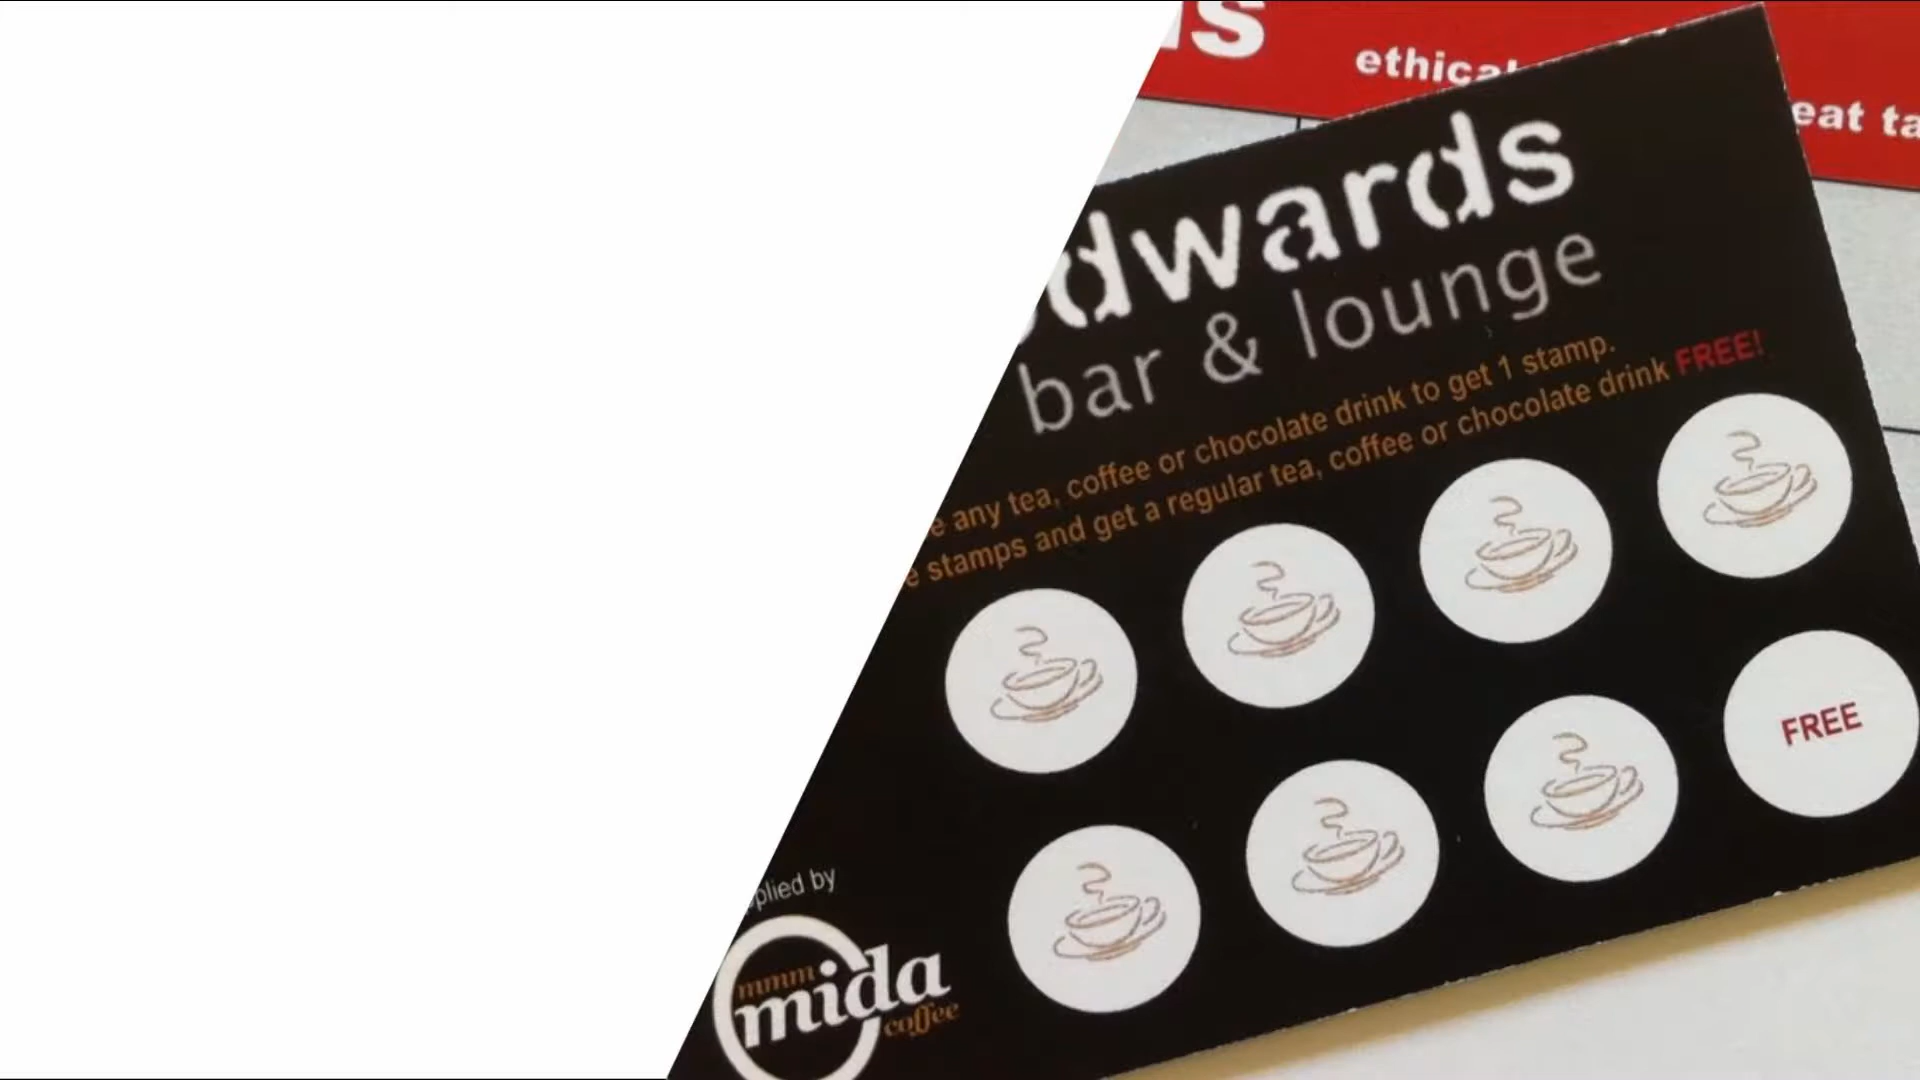 ethical
eat ta
dwards
bar & lounge
any tea, coffee or chocolate drink to get 1 stamp.
stamps and get a regular tea, coffee or chocolate drink FREE!
FREE
plied by
mmm
mida
coffee